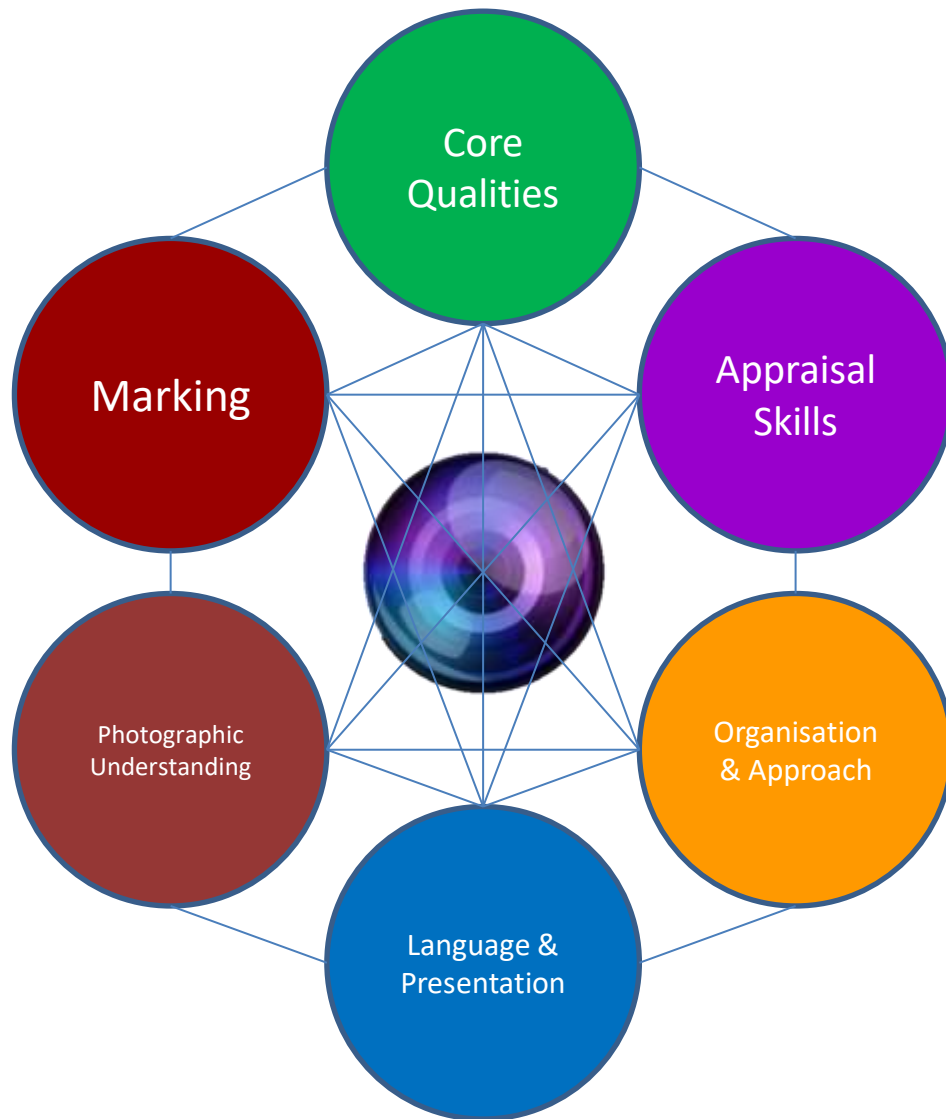 Core
Qualities
Marking
Appraisal
Skills
Photographic
Understanding
Organisation
& Approach
Language &
Presentation